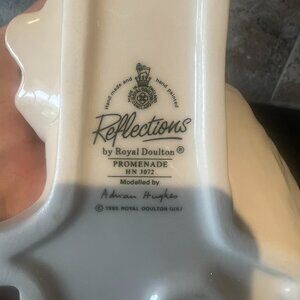 Hand made and hand painted
Reflections
by Royal Doulton®
PROMENADE
HN 3072
Modelled by
Adrian Hughes
© 1985 ROYAL DOULTON (UK)